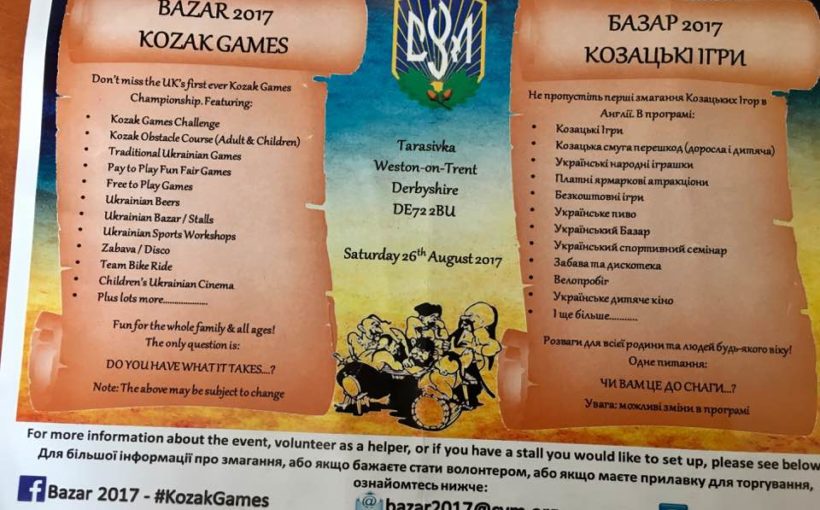 BAZAR 2017
KOZAK GAMES
Don't miss the UK's first ever Kozak Games
Championship. Featuring:
• Kozak Games Challenge
• Kozak Obstacle Course (Adult & Children)
• Traditional Ukrainian Games
• Pay to Play Fun Fair Games
• Free to Play Games
• Ukrainian Beers
• Ukrainian Bazar / Stalls
• Ukrainian Sports Workshops
• Zabava / Disco
• Team Bike Ride
• Children's Ukrainian Cinema
• Plus lots more....................
Fun for the whole family & all ages!
The only question is:
DO YOU HAVE WHAT IT TAKES...?
Note: The above may be subject to change
СУМ
Tarasivka
Weston-on-Trent
Derbyshire
DE72 2BU
Saturday 26th August 2017
БАЗАР 2017
КОЗАЦЬКІ ІГРИ
Не пропустіть перші змагання Козацьких Ігор в
Англії. В програмі:
• Козацькі Ігри
• Козацька смуга перешкод (доросла і дитяча)
• Українські народні іграшки
• Платні ярмаркові атракціони
• Безкоштовні ігри
• Українське пиво
• Український Базар
• Український спортивний семінар
• Забава та дискотека
• Велопробіг
• Українське дитяче кіно
• І ще більше............
Розваги для всієї родини та людей будь-якого віку!
Одне питання:
ЧИ ВАМ ЦЕ ДО СНАГИ...?
Увага: можливі зміни в програмі
For more information about the event, volunteer as a helper, or if you have a stall you would like to set up, please see below
Для більшої інформації про змагання, або якщо бажаєте стати волонтером, або якщо маєте прилавку для торгування,
ознайомтесь нижче:
f Bazar 2017 - #KozakGames
@ bazar2017@cym.org